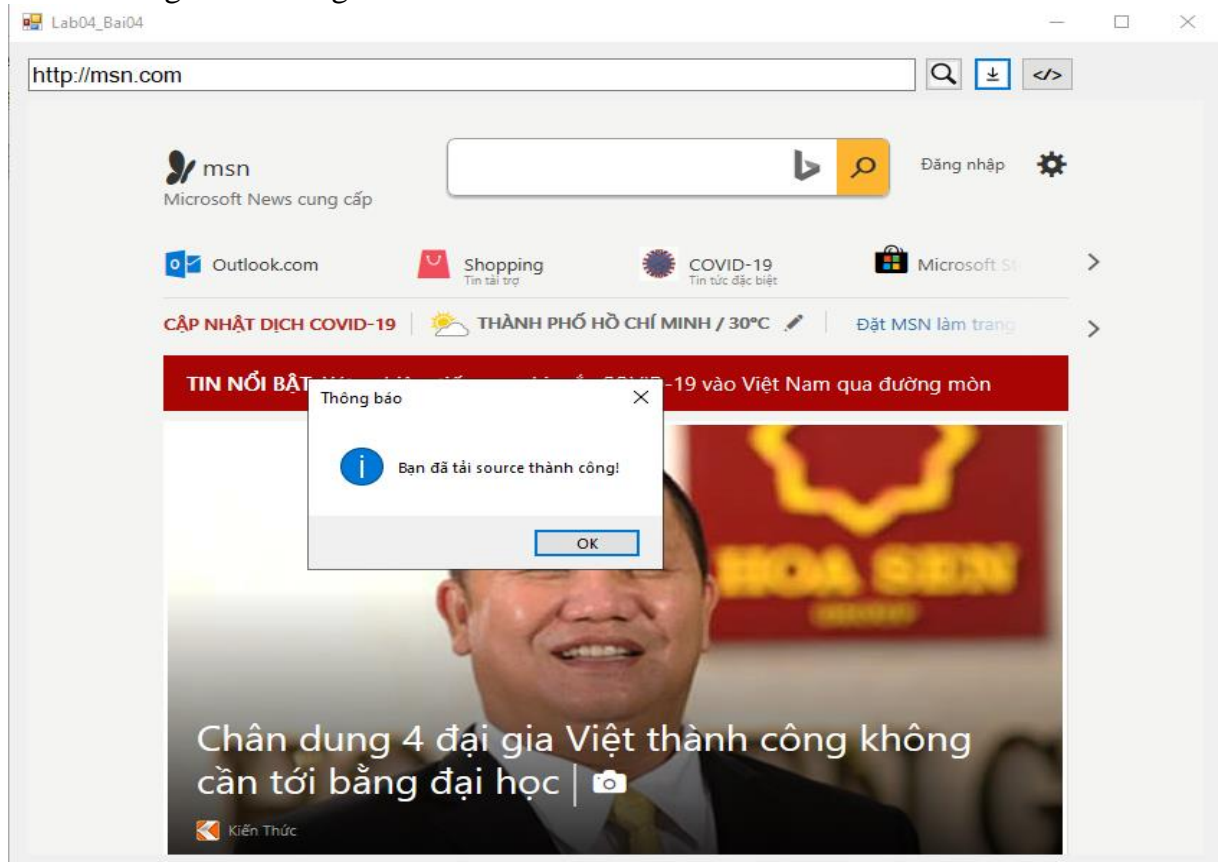 Lab04_Bai04
http://msn.com
</>
msn
Microsoft News cung cấp
Đăng nhập
Outlook.com
Shopping
Tin tài trợ
COVID-19
Tin tức đặc biệt
Microsoft
CẬP NHẬT DỊCH COVID-19
THÀNH PHỐ HỒ CHÍ MINH / 30°C
Đặt MSN làm trang
TIN NỔI BẬT
-19 vào Việt Nam qua đường mòn
Thông báo
Bạn đã tải source thành công!
OK
HOA SEN
GROUP
Chân dung 4 đại gia Việt thành công không
cần tới bằng đại học |
Kiến Thức